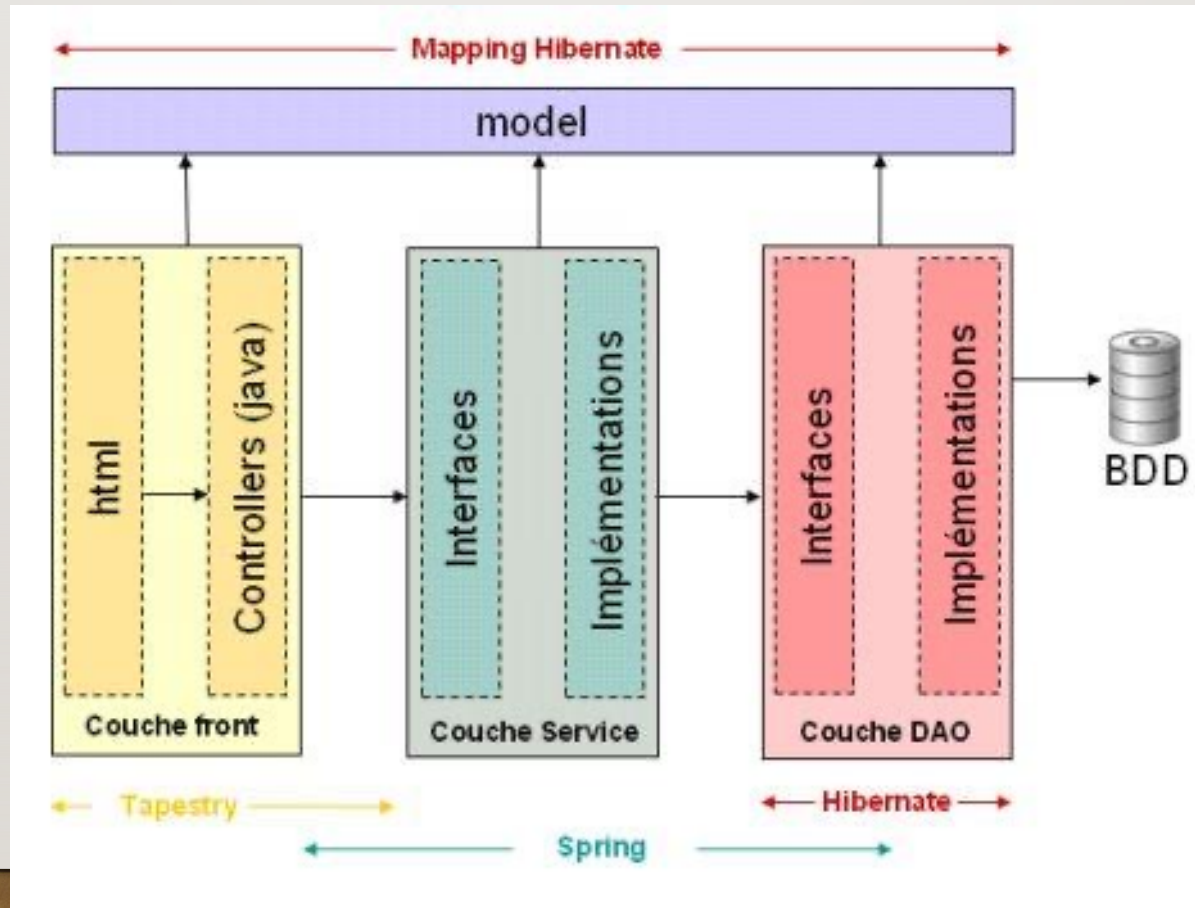 Mapping Hibernate
model
html
Controllers (java)
Couche front
Interfaces
Implémentations
Couche Service
Interfaces
Implémentations
Couche DAO
BDD
Tapestry
Hibernate
Spring